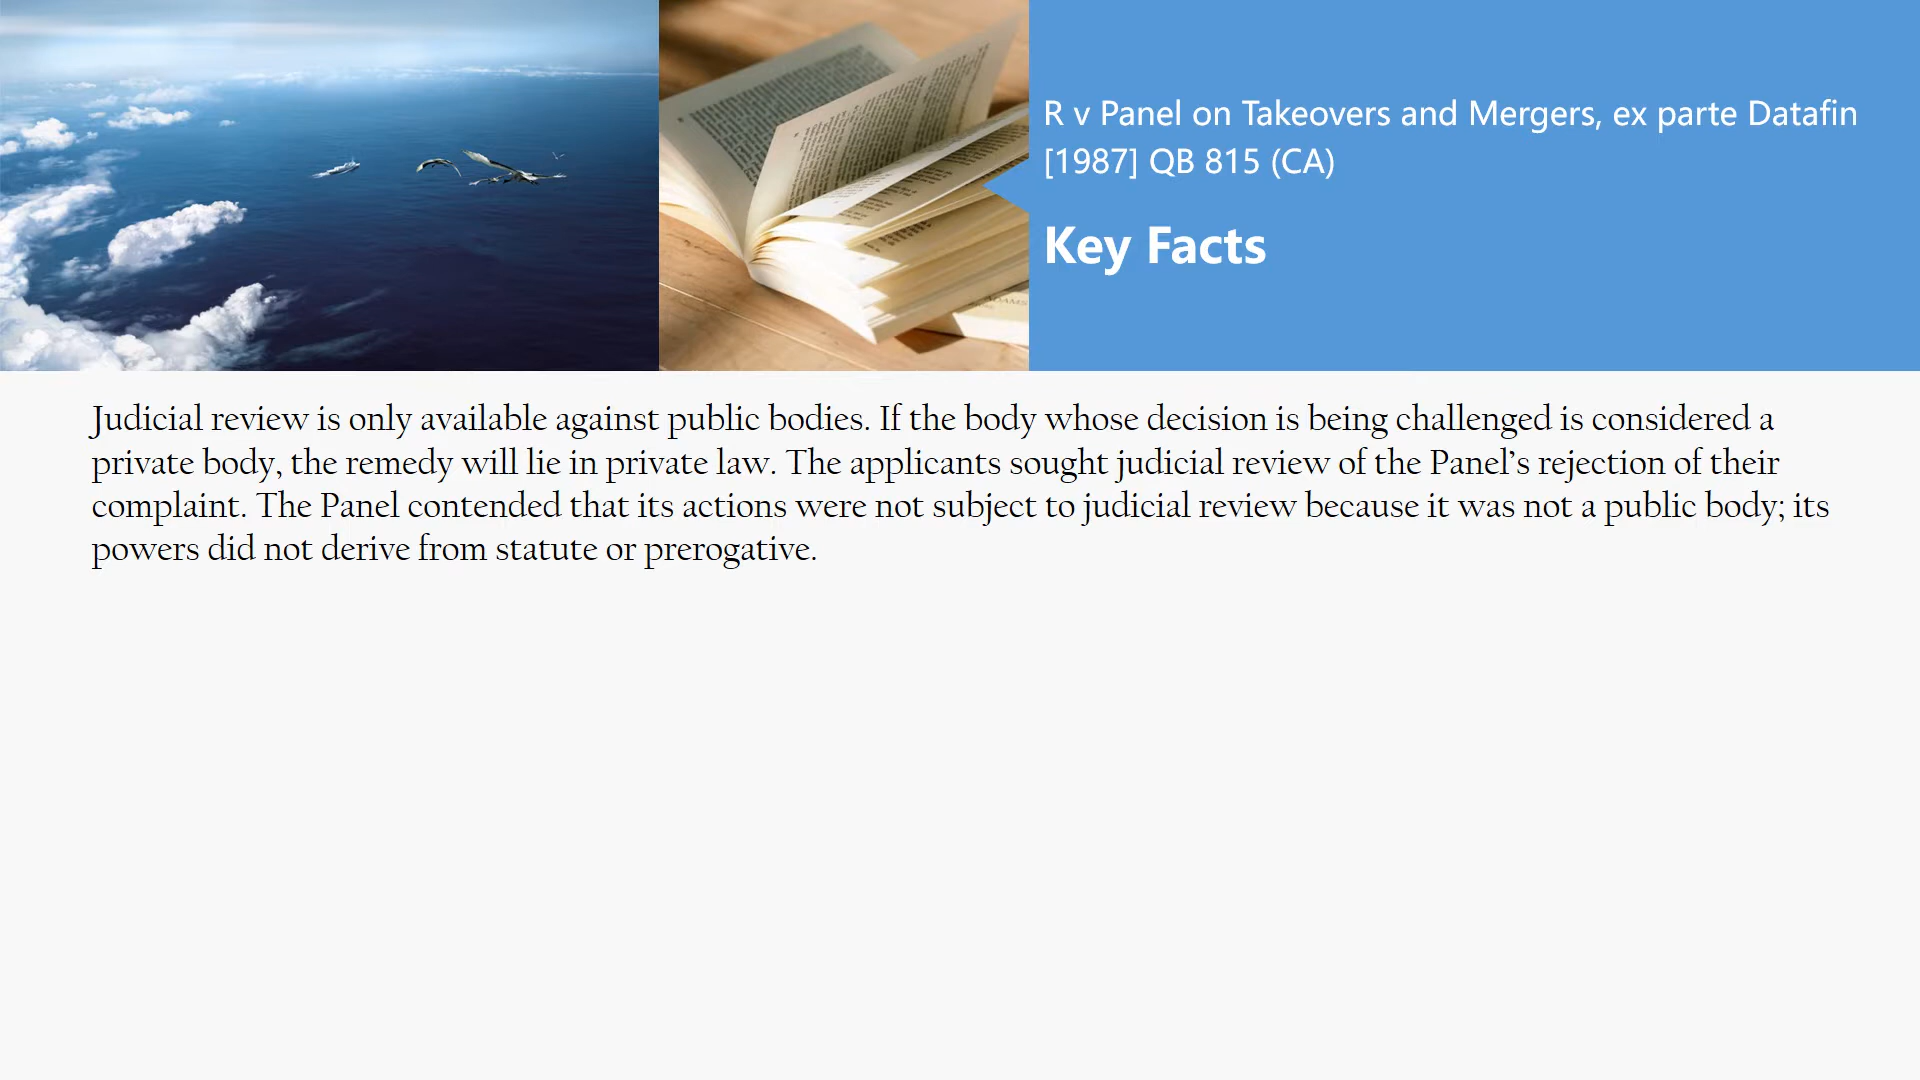 R v Panel on Takeovers and Mergers, ex parte Datafin
[1987] QB 815 (CA)
Key Facts
Judicial review is only available against public bodies. If the body whose decision is being challenged is considered a
private body, the remedy will lie in private law. The applicants sought judicial review of the Panel’s rejection of their
complaint. The Panel contended that its actions were not subject to judicial review because it was not a public body; its
powers did not derive from statute or prerogative.